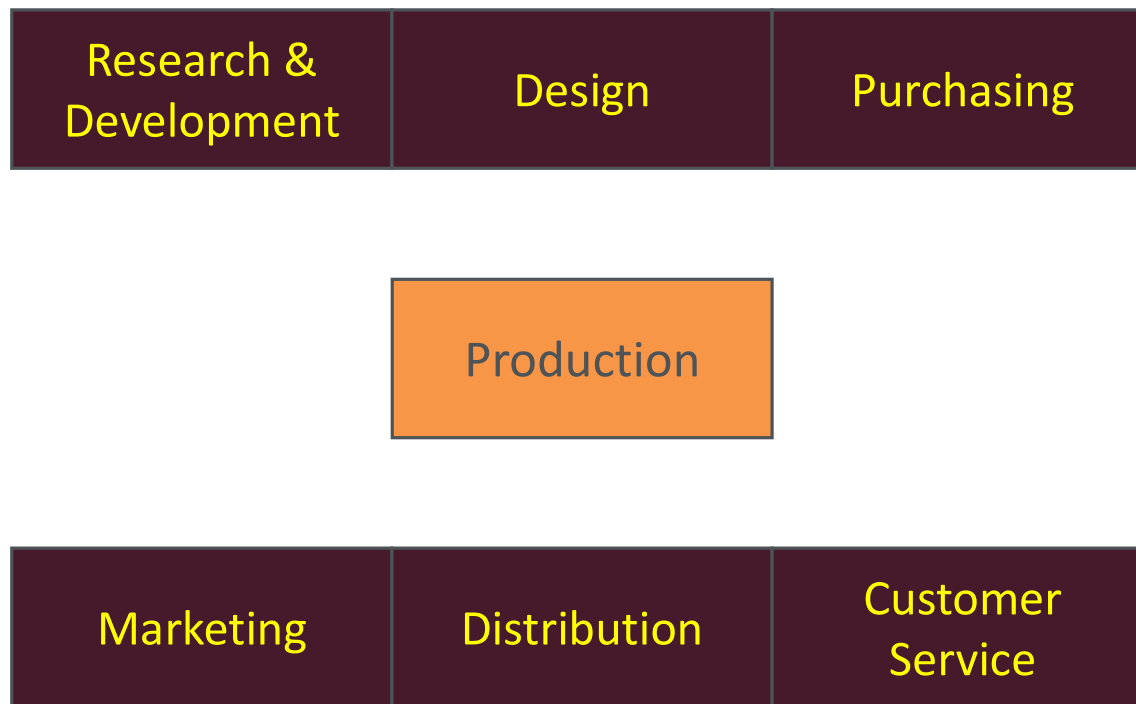 Research &
Development
Design
Purchasing
Production
Marketing
Distribution
Customer
Service